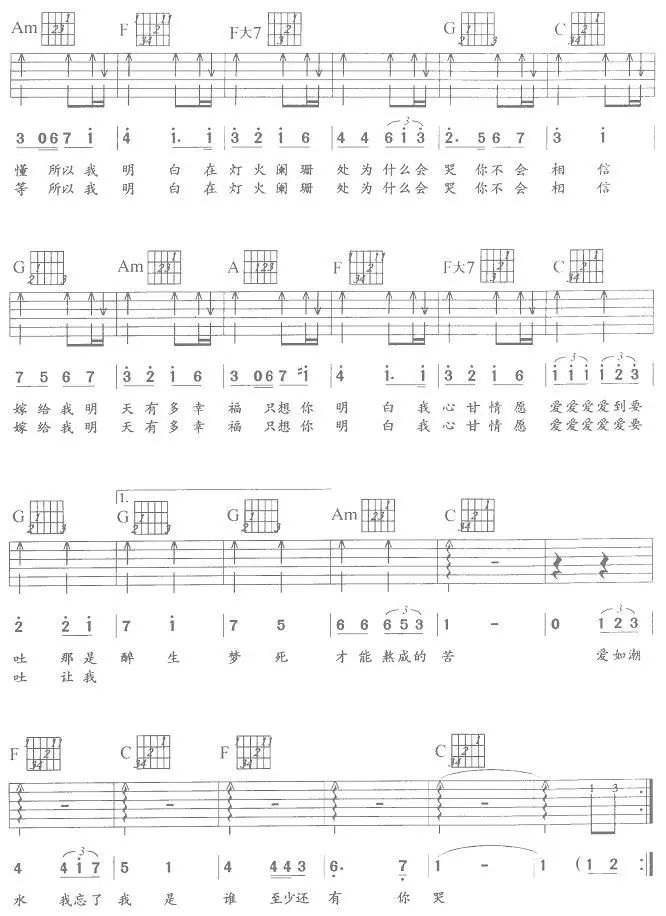 Am F F大7 G C
3 0 6 7 i 4 i. i 3 2 i 6 4 4 6 i 3 2. 5 6 7 3 i
懂 所以我 明 白 在 灯 火 阑 珊 处 为 什么会 哭 你不 会 相 信
等 所以我 明 白 在 灯 火 阑 珊 处 为 什么会 哭 你不 会 相 信
G Am A F F大7 C
7 5 6 7 3 2 i 6 3 0 6 7 #i 4 i. i 3 2 i 6 i i i i 2 3
嫁 给 我 明 天 有 多 幸 福 只想 你 明 白 我 心 甘 情 愿 爱爱爱爱到要
嫁 给 我 明 天 有 多 幸 福 只想 你 明 白 我 心 甘 情 愿 爱爱爱爱爱要
1.
G G G Am C
2 2 i 7 i 7 5 6 6 6 5 3 1 - 0 1 2 3
吐 那 是 醉 生 梦 死 才 能 熬成的 苦 爱如潮
吐 让 我
F C F C
4 4 i 7 5 1 4 4 4 3 6. 7 1 - 1 (1 2 :
水 我忘了 我 是 谁 至少还 有 你 哭